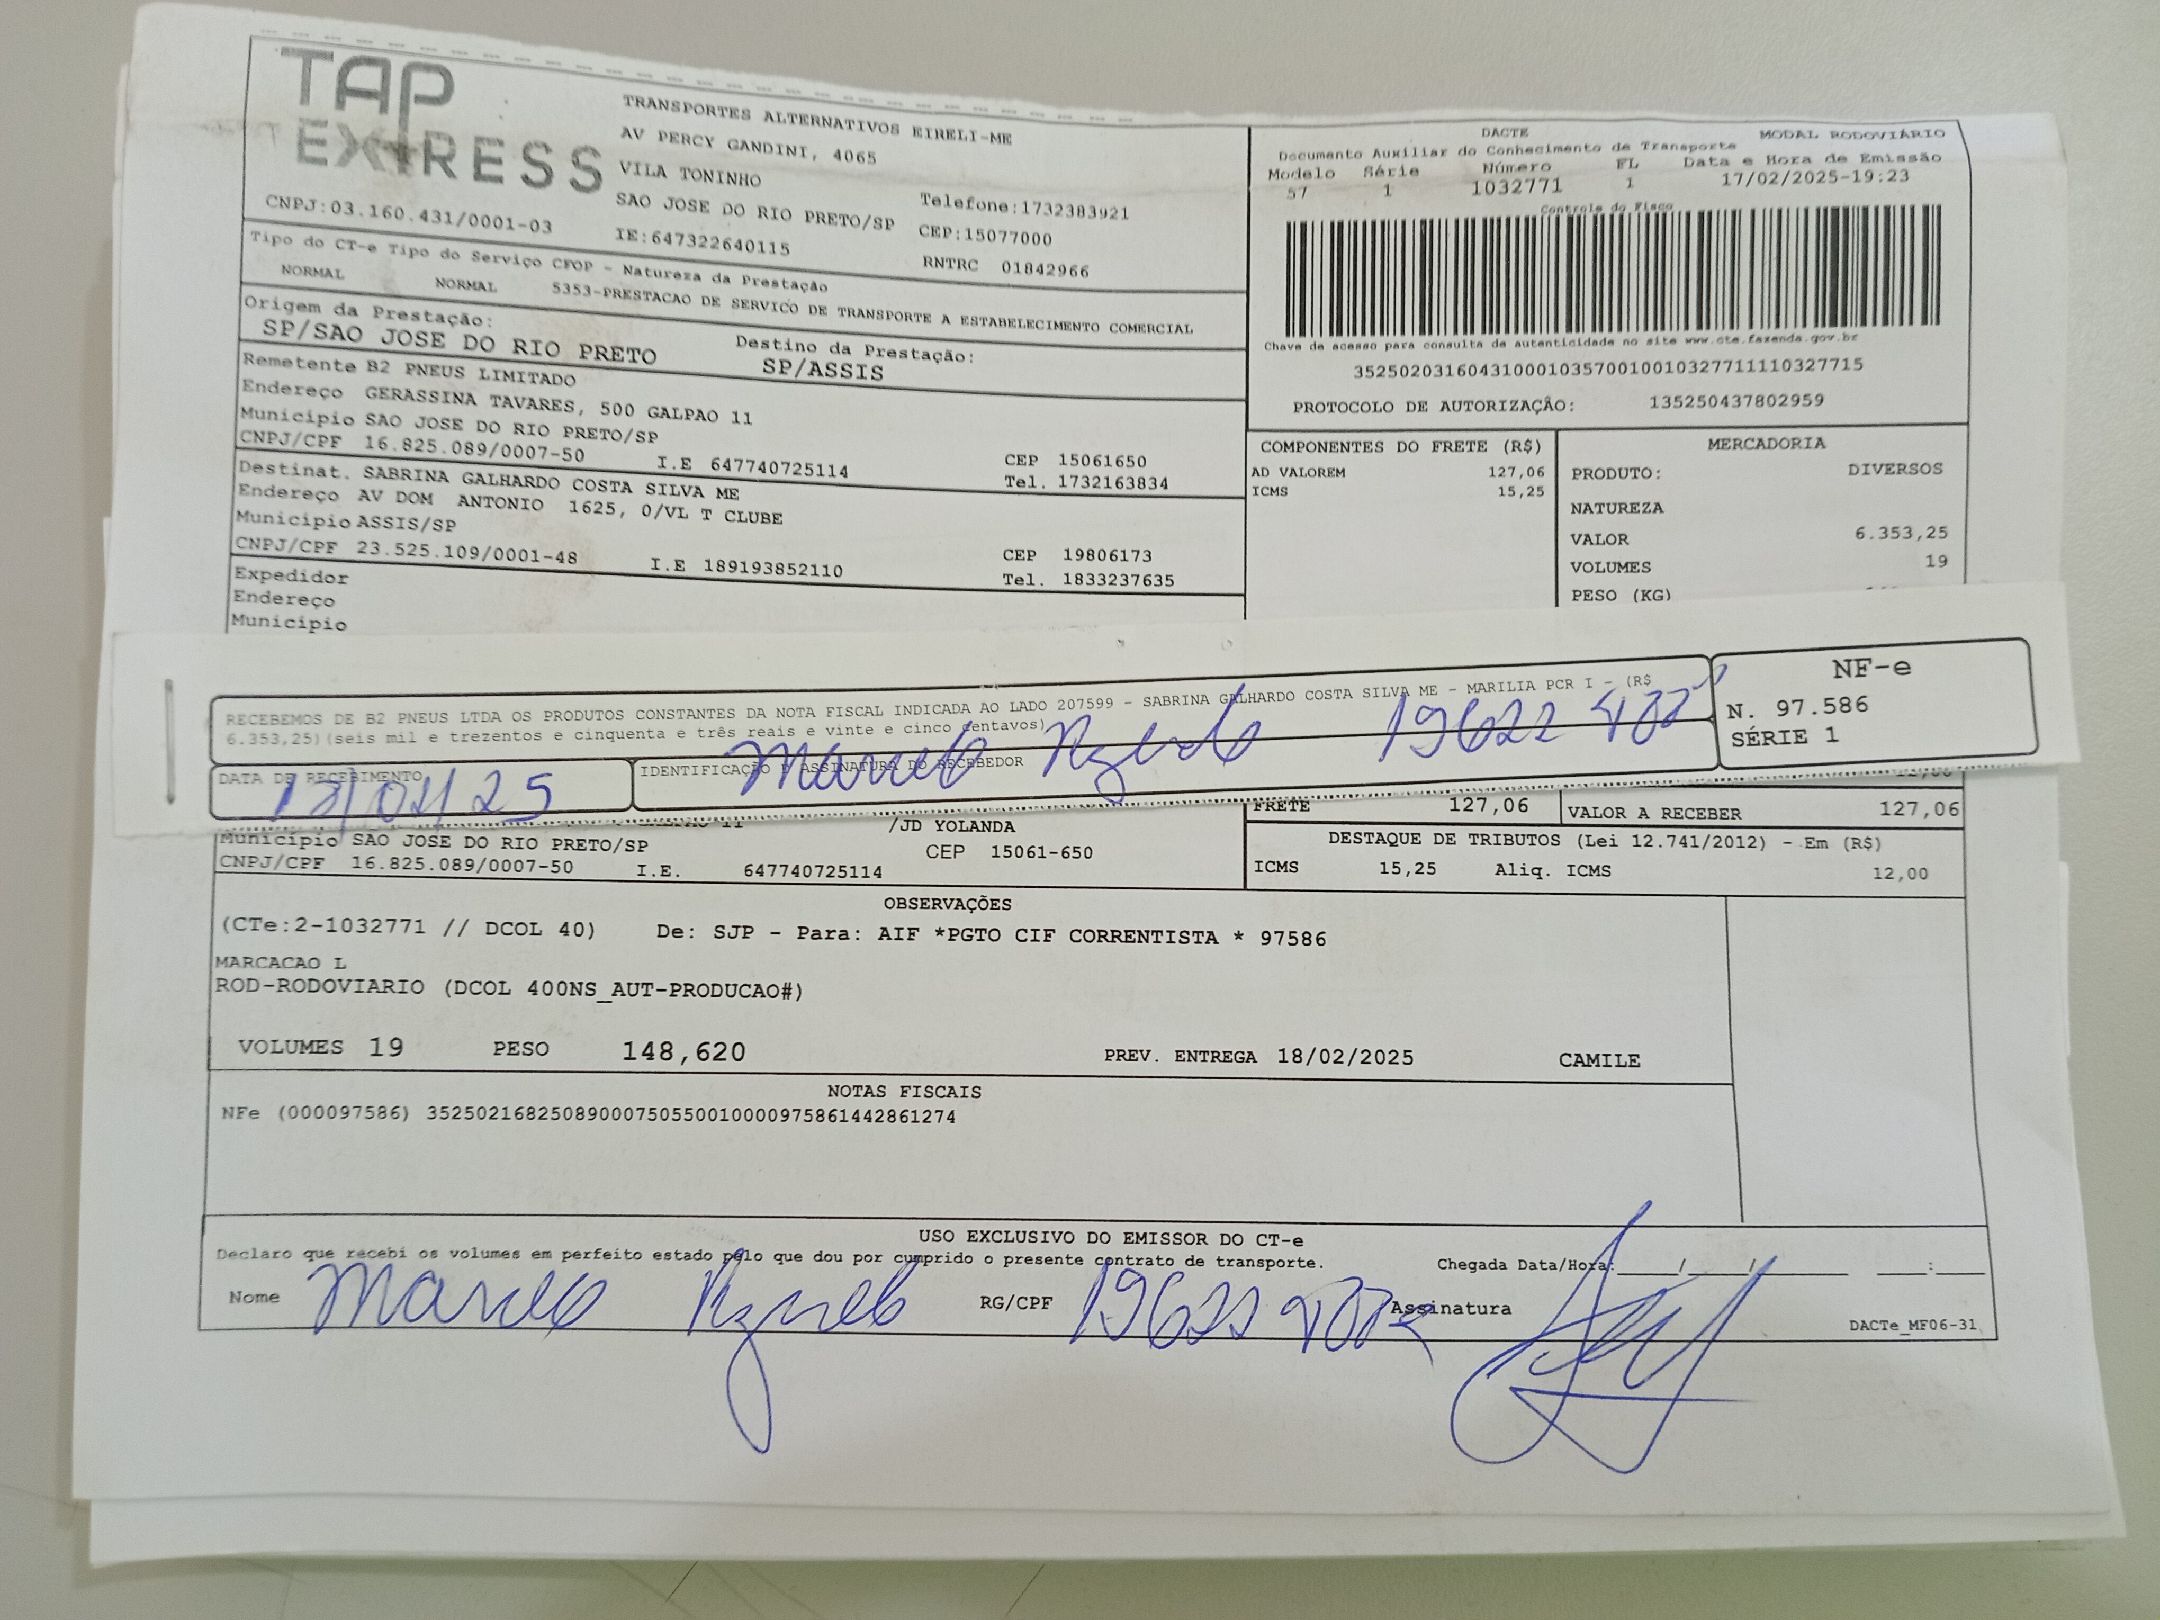 TAP
EXPRESS
TRANSPORTES ALTERNATIVOS EIRELI-ME
AV PERCY GANDINI, 4065
VILA TONINHO
SAO JOSE DO RIO PRETO/SP
Telefone:1732383921
CNPJ:03.160.431/0001-03
IE:647322640115
CEP:15077000
RNTRC 01842966
DACTE
MODAL RODOVIÁRIO
Documento Auxiliar do Conhecimento de Transporte
Modelo Série Número FL Data e Hora de Emissão
57 1 1032771 1 17/02/2025-19:23
Controle do Fisco
Chave de acesso para consulta de autenticidade no site www.cte.fazenda.gov.br
35250203160431000103570010010327711110327715
PROTOCOLO DE AUTORIZAÇÃO: 135250437802959
Tipo do CT-e Tipo do Serviço CFOP - Natureza da Prestação
NORMAL NORMAL 5353-PRESTACAO DE SERVICO DE TRANSPORTE A ESTABELECIMENTO COMERCIAL
Origem da Prestação:
SP/SAO JOSE DO RIO PRETO
Destino da Prestação:
SP/ASSIS
Remetente B2 PNEUS LIMITADO
Endereço GERASSINA TAVARES, 500 GALPAO 11
Município SAO JOSE DO RIO PRETO/SP
CEP 15061650
CNPJ/CPF 16.825.089/0007-50 I.E 647740725114 Tel. 1732163834
Destinat. SABRINA GALHARDO COSTA SILVA ME
Endereço AV DOM ANTONIO 1625, 0/VL T CLUBE
Município ASSIS/SP
CEP 19806173
CNPJ/CPF 23.525.109/0001-48 I.E 189193852110 Tel. 1833237635
Expedidor
Endereço
Município
COMPONENTES DO FRETE (R$)
AD VALOREM 127,06
ICMS 15,25
MERCADORIA
PRODUTO: DIVERSOS
NATUREZA
VALOR 6.353,25
VOLUMES 19
PESO (KG)
RECEBEMOS DE B2 PNEUS LTDA OS PRODUTOS CONSTANTES DA NOTA FISCAL INDICADA AO LADO 207599 - SABRINA GALHARDO COSTA SILVA ME - MARILIA PCR I - (R$
6.353,25)(seis mil e trezentos e cinquenta e três reais e vinte e cinco centavos)
DATA DE RECEBIMENTO
IDENTIFICAÇÃO E ASSINATURA DO RECEBEDOR
Marcelo
NF-e
N. 97.586
SÉRIE 1
/JD YOLANDA
Município SAO JOSE DO RIO PRETO/SP
CEP 15061-650
CNPJ/CPF 16.825.089/0007-50 I.E. 647740725114
FRETE 127,06 VALOR A RECEBER 127,06
DESTAQUE DE TRIBUTOS (Lei 12.741/2012) - Em (R$)
ICMS 15,25 Aliq. ICMS 12,00
OBSERVAÇÕES
(CTe:2-1032771 // DCOL 40) De: SJP - Para: AIF *PGTO CIF CORRENTISTA * 97586
MARCACAO L
ROD-RODOVIARIO (DCOL 400NS_AUT-PRODUCAO#)
VOLUMES 19 PESO 148,620 PREV. ENTREGA 18/02/2025 CAMILE
NOTAS FISCAIS
NFe (000097586) 35250216825089000750550010000975861442861274
USO EXCLUSIVO DO EMISSOR DO CT-e
Declaro que recebi os volumes em perfeito estado pelo que dou por cumprido o presente contrato de transporte.
Chegada Data/Hora:____/____/____ ___:___
Nome Marcelo RG/CPF Assinatura
DACTe_MF06-31